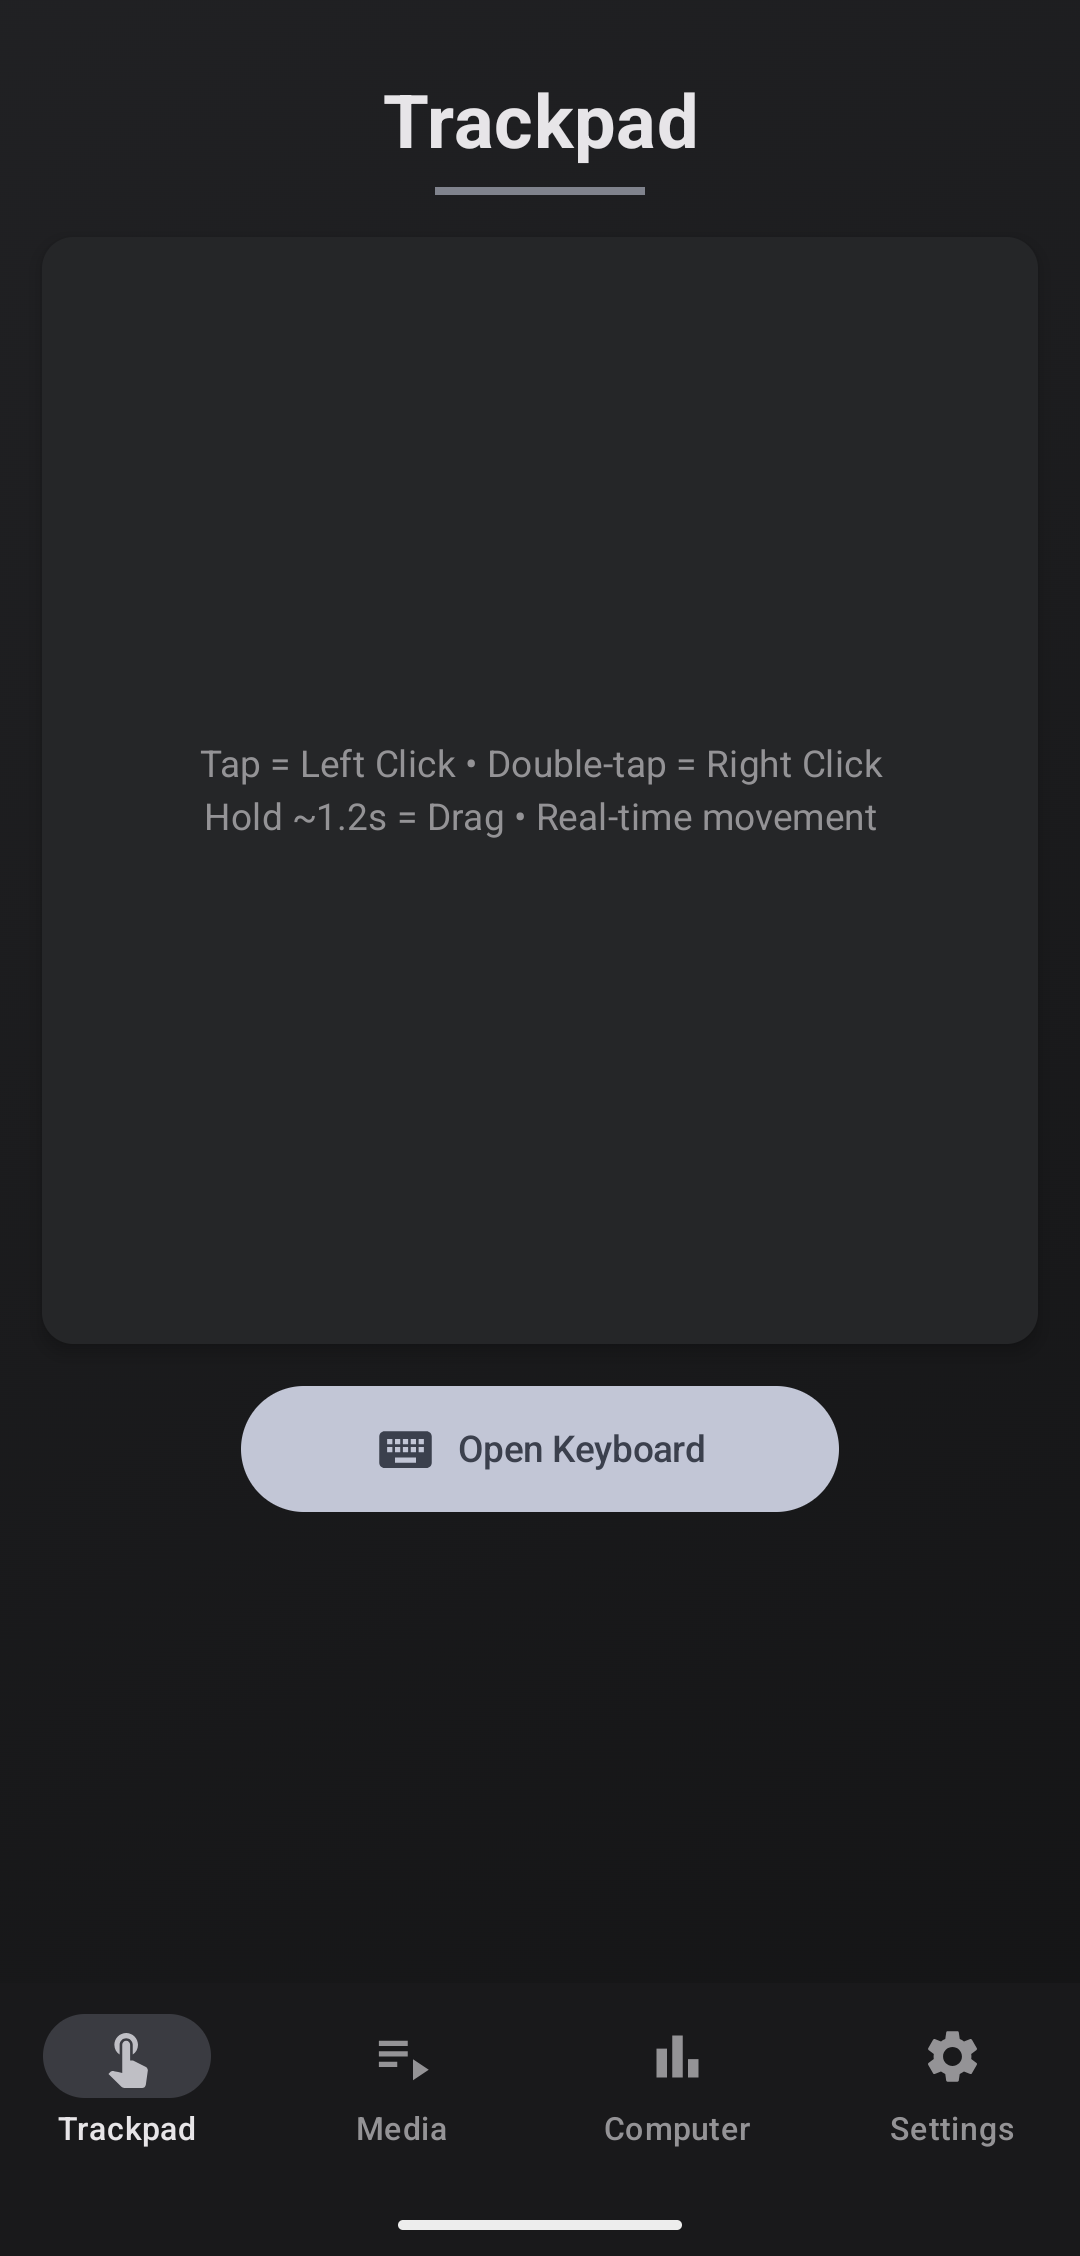 Trackpad
Tap = Left Click • Double-tap = Right Click
Hold ~1.2s = Drag • Real-time movement
Open Keyboard
Trackpad
Media
Computer
Settings